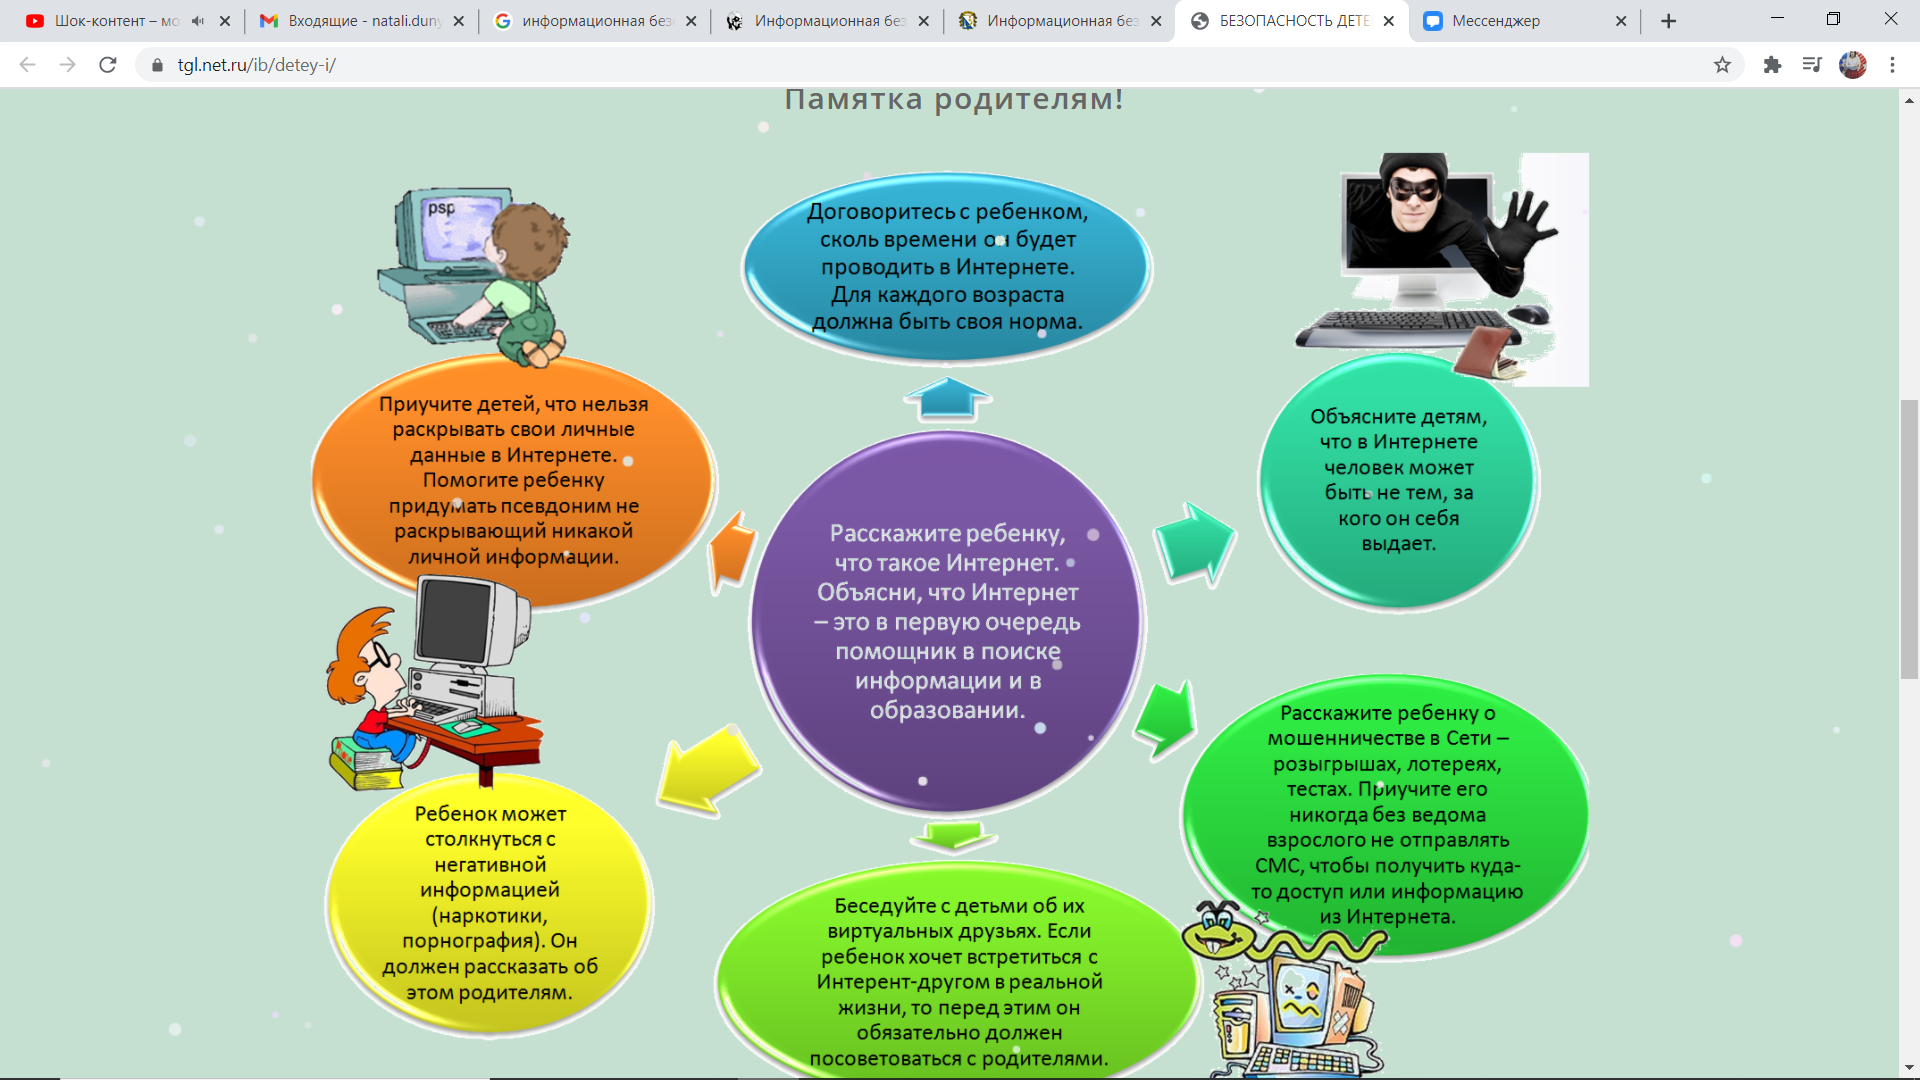 Шок-контент – мо
Входящие - natali.duny
информационная без
Информационная без
Информационная без
БЕЗОПАСНОСТЬ ДЕТЕ
Мессенджер
tgl.net.ru/ib/detey-i/
Памятка родителям!
psp
Договоритесь с ребенком,
сколь времени он будет
проводить в Интернете.
Для каждого возраста
должна быть своя норма.
Приучите детей, что нельзя
раскрывать свои личные
данные в Интернете.
Помогите ребенку
придумать псевдоним не
раскрывающий никакой
личной информации.
Объясните детям,
что в Интернете
человек может
быть не тем, за
кого он себя
выдает.
Расскажите ребенку,
что такое Интернет.
Объясни, что Интернет
– это в первую очередь
помощник в поиске
информации и в
образовании.
Расскажите ребенку о
мошенничестве в Сети –
розыгрышах, лотереях,
тестах. Приучите его
никогда без ведома
взрослого не отправлять
СМС, чтобы получить куда-
то доступ или информацию
из Интернета.
Ребенок может
столкнуться с
негативной
информацией
(наркотики,
порнография). Он
должен рассказать об
этом родителям.
Беседуйте с детьми об их
виртуальных друзьях. Если
ребенок хочет встретиться с
Интерент-другом в реальной
жизни, то перед этим он
обязательно должен
посоветоваться с родителями.